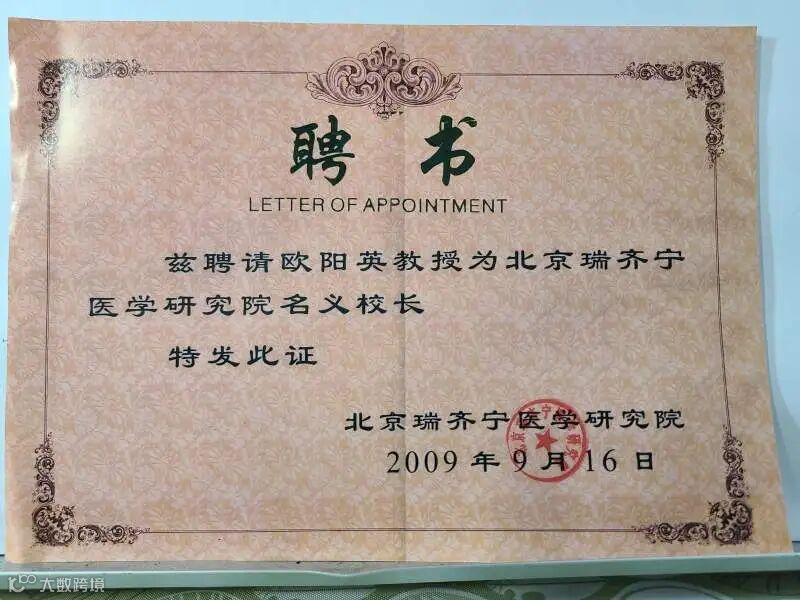 聘书
LETTER OF APPOINTMENT
兹聘请欧阳英教授为北京瑞齐宁
医学研究院名义校长
特发此证
北京瑞齐宁医学研究院
2009年9月16日
大数跨境